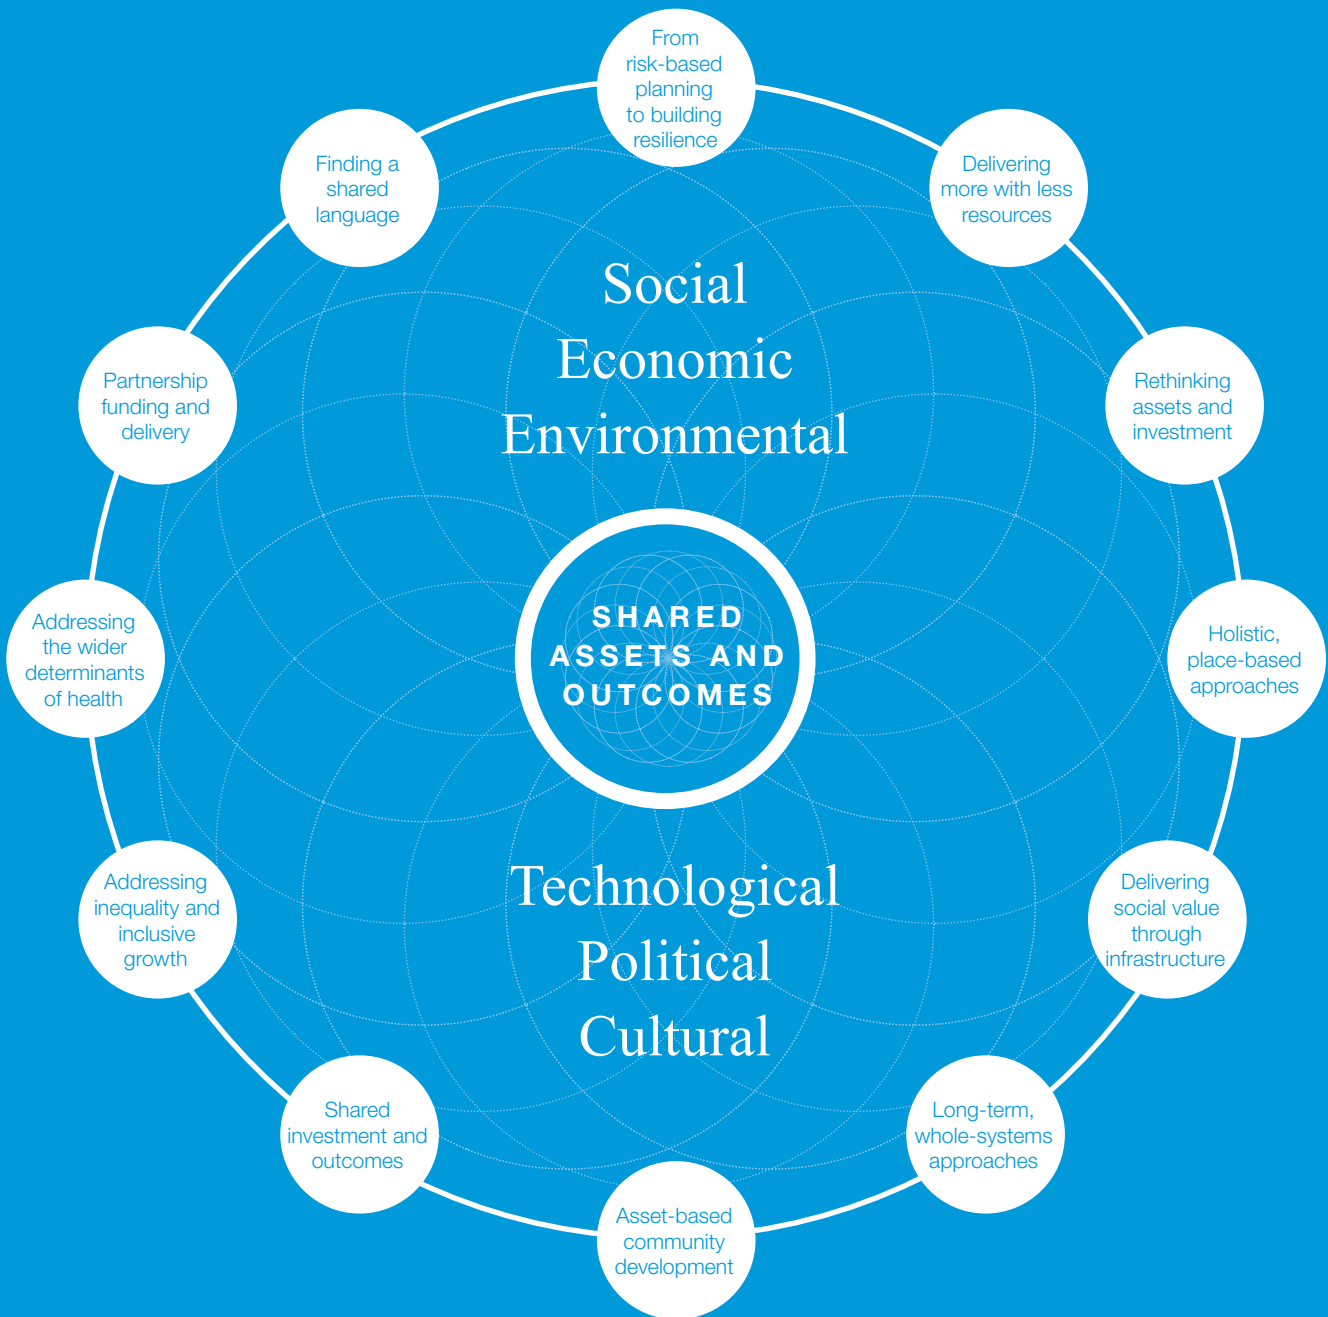 From
risk-based
planning
to building
resilience
Delivering
more with less
resources
Rethinking
assets and
investment
Holistic,
place-based
approaches
Delivering
social value
through
infrastructure
Long-term,
whole-systems
approaches
Asset-based
community
development
Shared
investment and
outcomes
Addressing
inequality and
inclusive
growth
Addressing
the wider
determinants
of health
Partnership
funding and
delivery
Finding a
shared
language
Social
Economic
Environmental
SHARED
ASSETS AND
OUTCOMES
Technological
Political
Cultural